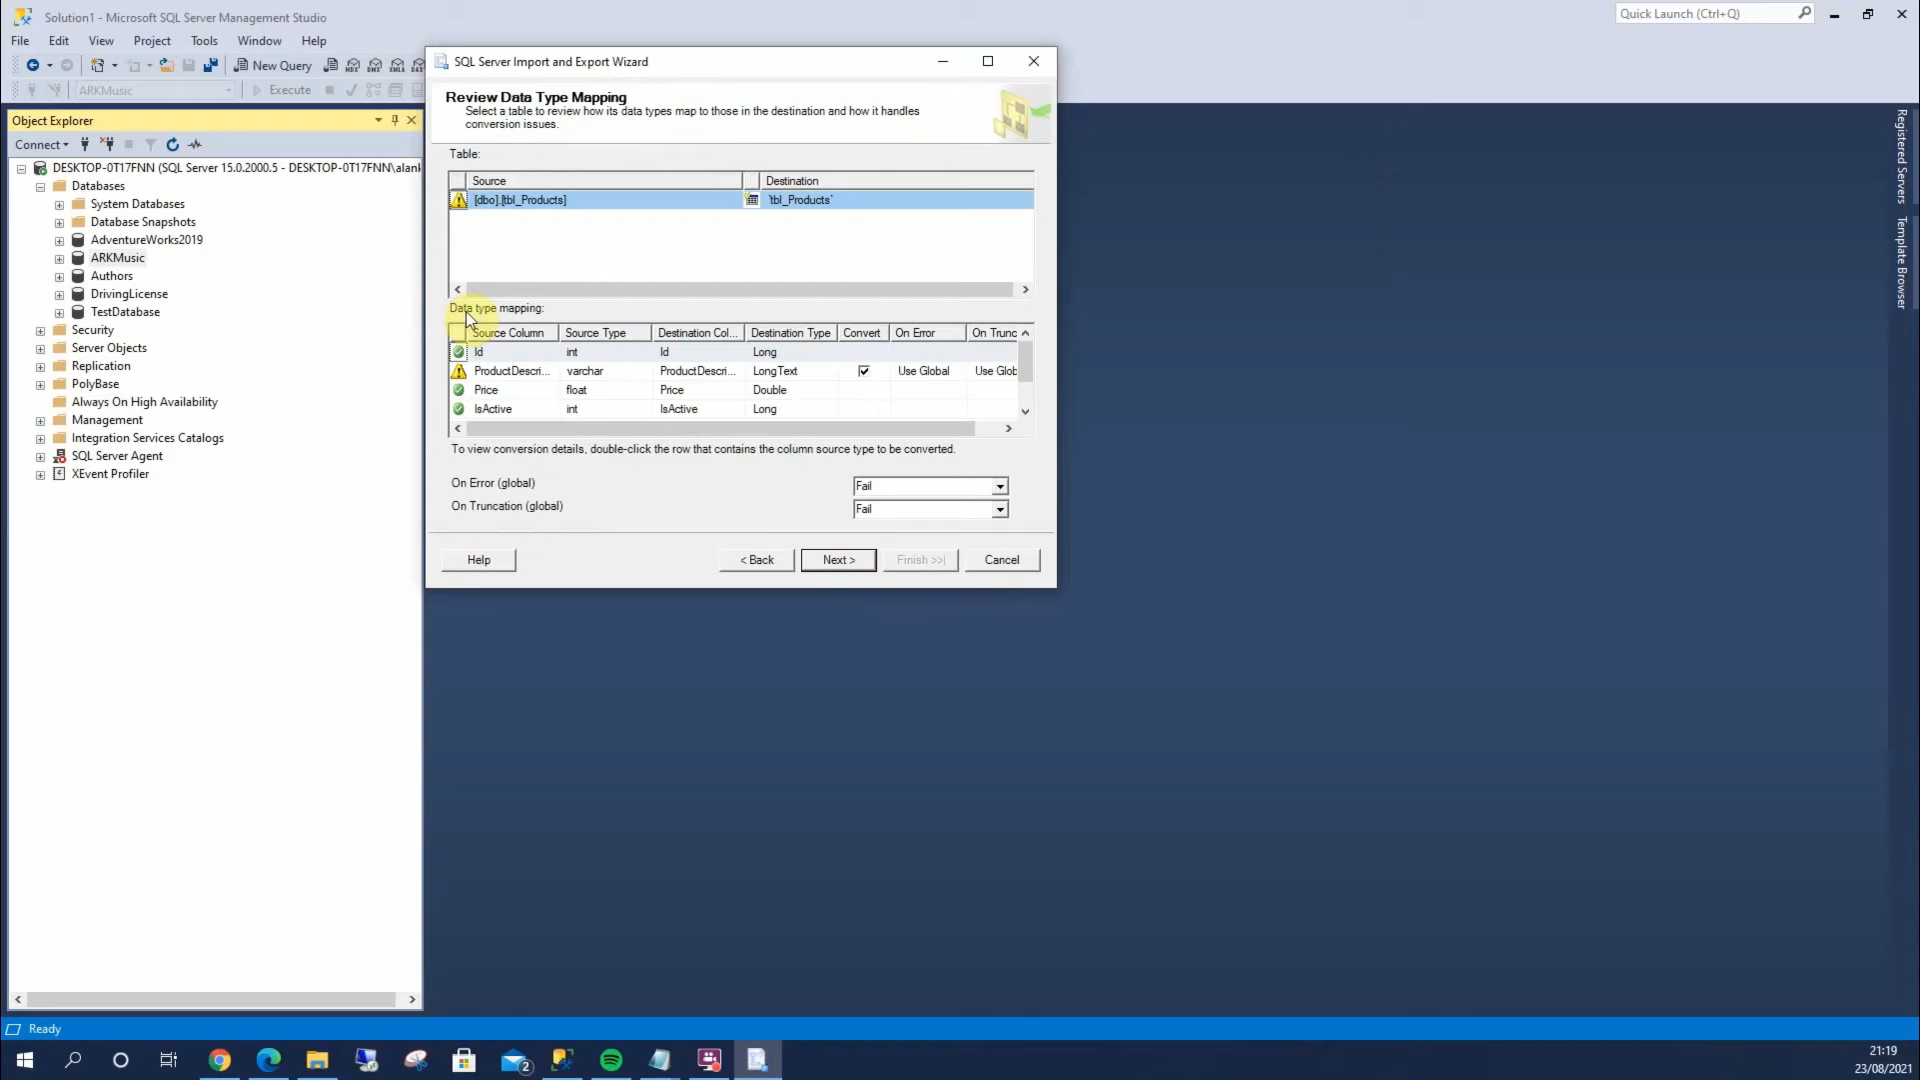 Solution1 - Microsoft SQL Server Management Studio
Quick Launch (Ctrl+Q)
File Edit View Project Tools Window Help
New Query
ARKMusic
Execute
Object Explorer
Connect
DESKTOP-0T17FNN (SQL Server 15.0.2000.5 - DESKTOP-0T17FNN\alank
Databases
System Databases
Database Snapshots
AdventureWorks2019
ARKMusic
Authors
DrivingLicense
TestDatabase
Security
Server Objects
Replication
PolyBase
Always On High Availability
Management
Integration Services Catalogs
SQL Server Agent
XEvent Profiler
SQL Server Import and Export Wizard
Review Data Type Mapping
Select a table to review how its data types map to those in the destination and how it handles
conversion issues.
Table:
Source Destination
[dbo].[tbl_Products] `tbl_Products`
Data type mapping:
Source Column Source Type Destination Col... Destination Type Convert On Error On Trunc
Id int Id Long
ProductDescri... varchar ProductDescri... LongText Use Global Use Glob
Price float Price Double
IsActive int IsActive Long
To view conversion details, double-click the row that contains the column source type to be converted.
On Error (global) Fail
On Truncation (global) Fail
Help < Back Next > Finish >>| Cancel
Registered Servers
Template Browser
Ready
2
21:19
23/08/2021